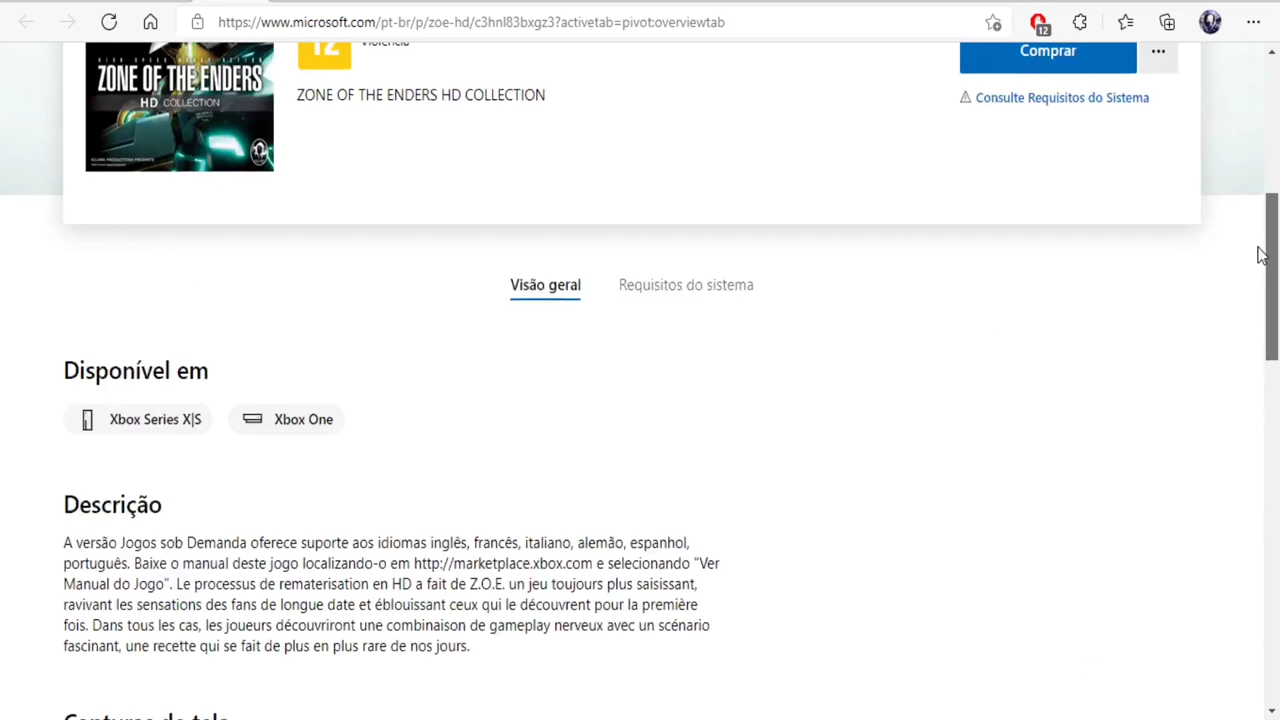 https://www.microsoft.com/pt-br/p/zoe-hd/c3hnl83bxgz3?activetab=pivot:overviewtab
12
12
Violência
Comprar
ZONE OF THE ENDERS
HD COLLECTION
ZONE OF THE ENDERS HD COLLECTION
Consulte Requisitos do Sistema
Visão geral
Requisitos do sistema
Disponível em
Xbox Series X|S
Xbox One
Descrição
A versão Jogos sob Demanda oferece suporte aos idiomas inglês, francês, italiano, alemão, espanhol,
português. Baixe o manual deste jogo localizando-o em http://marketplace.xbox.com e selecionando "Ver
Manual do Jogo". Le processus de rematerisation en HD a fait de Z.O.E. un jeu toujours plus saisissant,
ravivant les sensations des fans de longue date et éblouissant ceux qui le découvrent pour la première
fois. Dans tous les cas, les joueurs découvriront une combinaison de gameplay nerveux avec un scénario
fascinant, une recette qui se fait de plus en plus rare de nos jours.
Capturas de tela